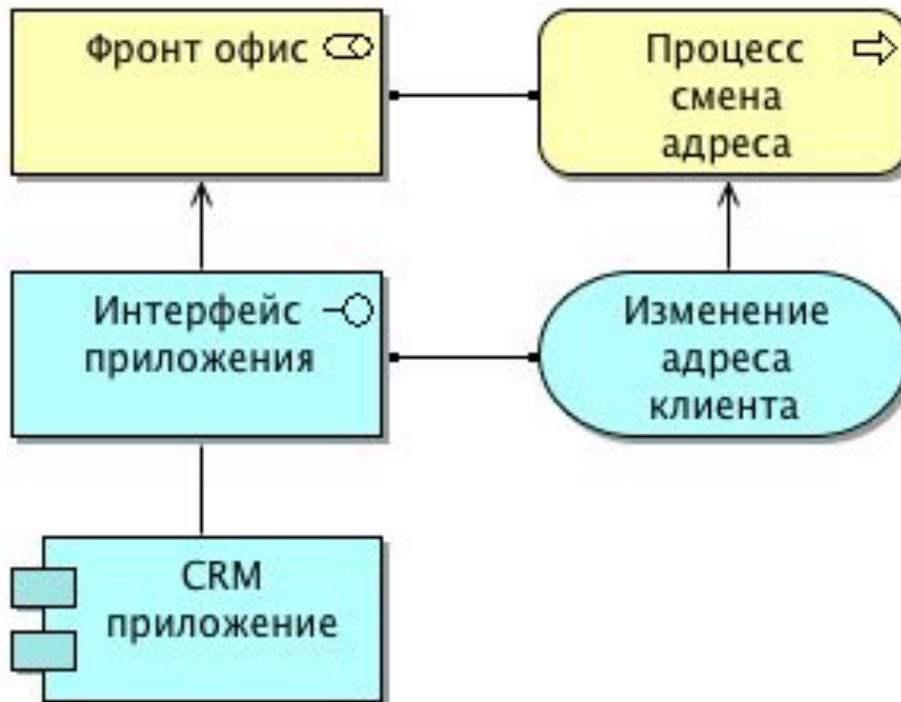 Фронт офис
Процесс
смена
адреса
Интерфейс
приложения
Изменение
адреса
клиента
CRM
приложение